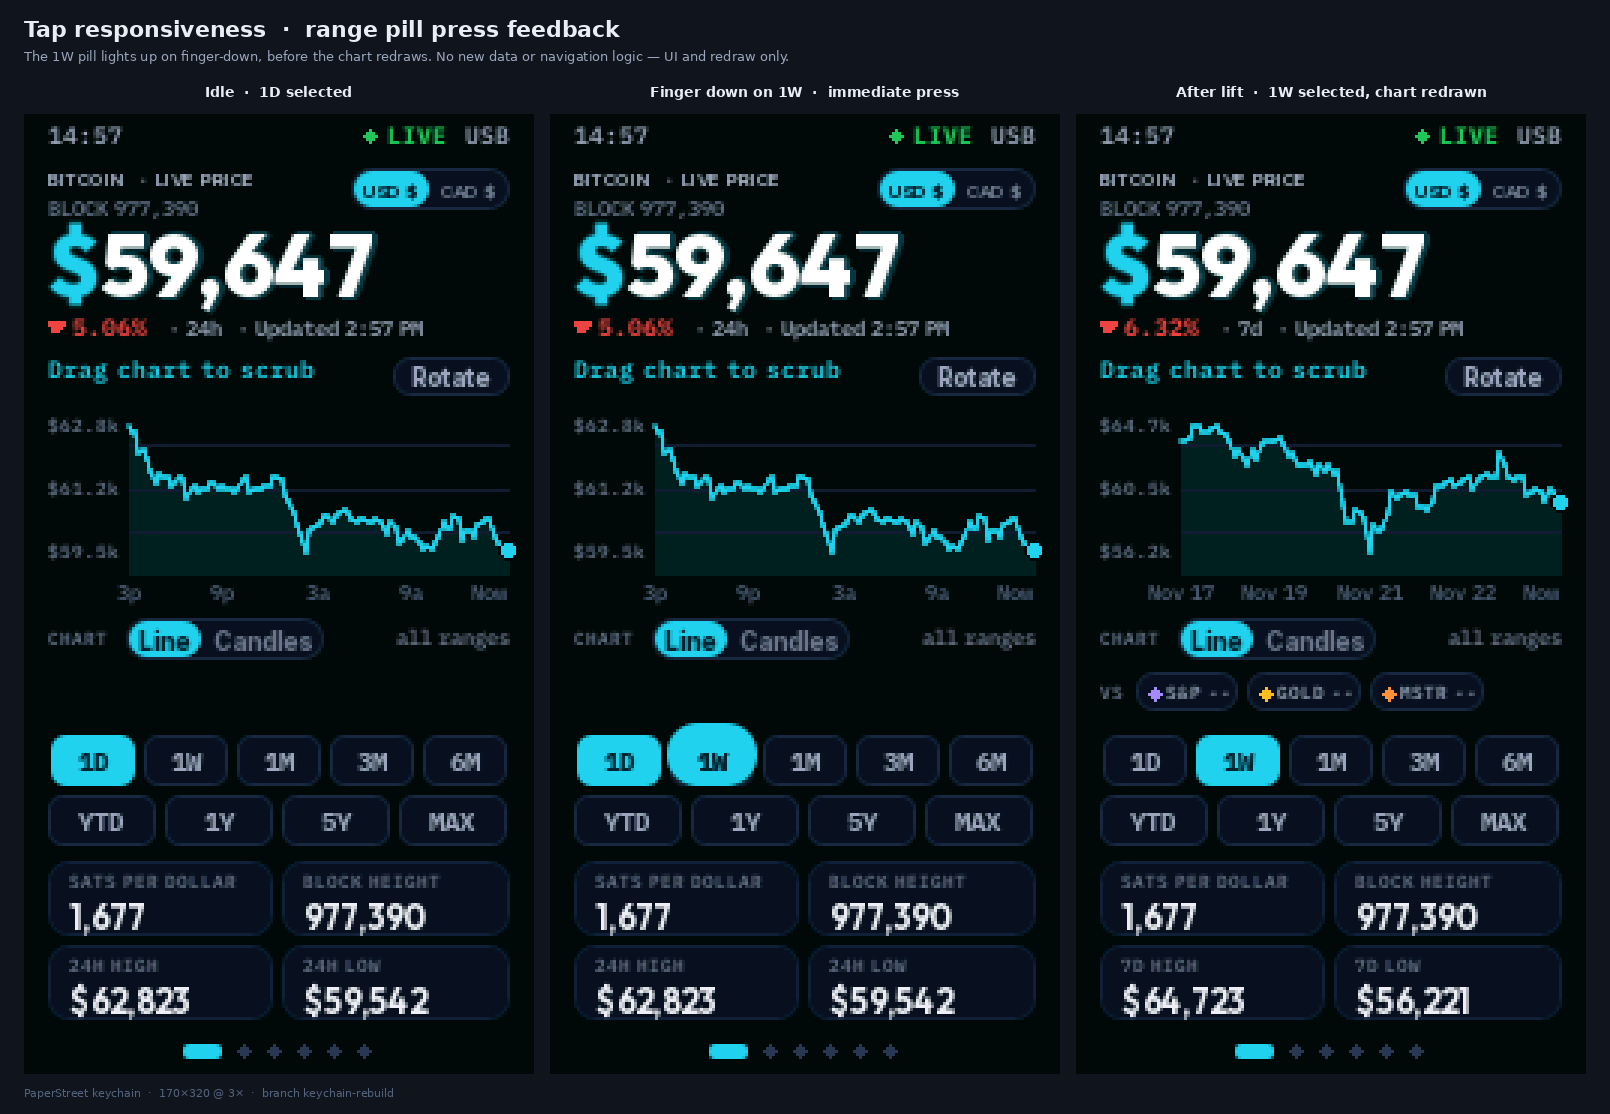 Tap responsiveness · range pill press feedback
The 1W pill lights up on finger-down, before the chart redraws. No new data or navigation logic — UI and redraw only.
Idle · 1D selected
14:57 LIVE USB
BITCOIN · LIVE PRICE USD $ CAD $
BLOCK 977,390
$59,647
5.06% · 24h · Updated 2:57 PM
Drag chart to scrub Rotate
$62.8k
$61.2k
$59.5k
3p 9p 3a 9a Now
CHART Line Candles all ranges
1D 1W 1M 3M 6M
YTD 1Y 5Y MAX
SATS PER DOLLAR BLOCK HEIGHT
1,677 977,390
24H HIGH 24H LOW
$62,823 $59,542
Finger down on 1W · immediate press
14:57 LIVE USB
BITCOIN · LIVE PRICE USD $ CAD $
BLOCK 977,390
$59,647
5.06% · 24h · Updated 2:57 PM
Drag chart to scrub Rotate
$62.8k
$61.2k
$59.5k
3p 9p 3a 9a Now
CHART Line Candles all ranges
1D 1W 1M 3M 6M
YTD 1Y 5Y MAX
SATS PER DOLLAR BLOCK HEIGHT
1,677 977,390
24H HIGH 24H LOW
$62,823 $59,542
After lift · 1W selected, chart redrawn
14:57 LIVE USB
BITCOIN · LIVE PRICE USD $ CAD $
BLOCK 977,390
$59,647
6.32% · 7d · Updated 2:57 PM
Drag chart to scrub Rotate
$64.7k
$60.5k
$56.2k
Nov 17 Nov 19 Nov 21 Nov 22 Now
CHART Line Candles all ranges
VS S&P -- GOLD -- MSTR --
1D 1W 1M 3M 6M
YTD 1Y 5Y MAX
SATS PER DOLLAR BLOCK HEIGHT
1,677 977,390
7D HIGH 7D LOW
$64,723 $56,221
PaperStreet keychain · 170×320 @ 3× · branch keychain-rebuild